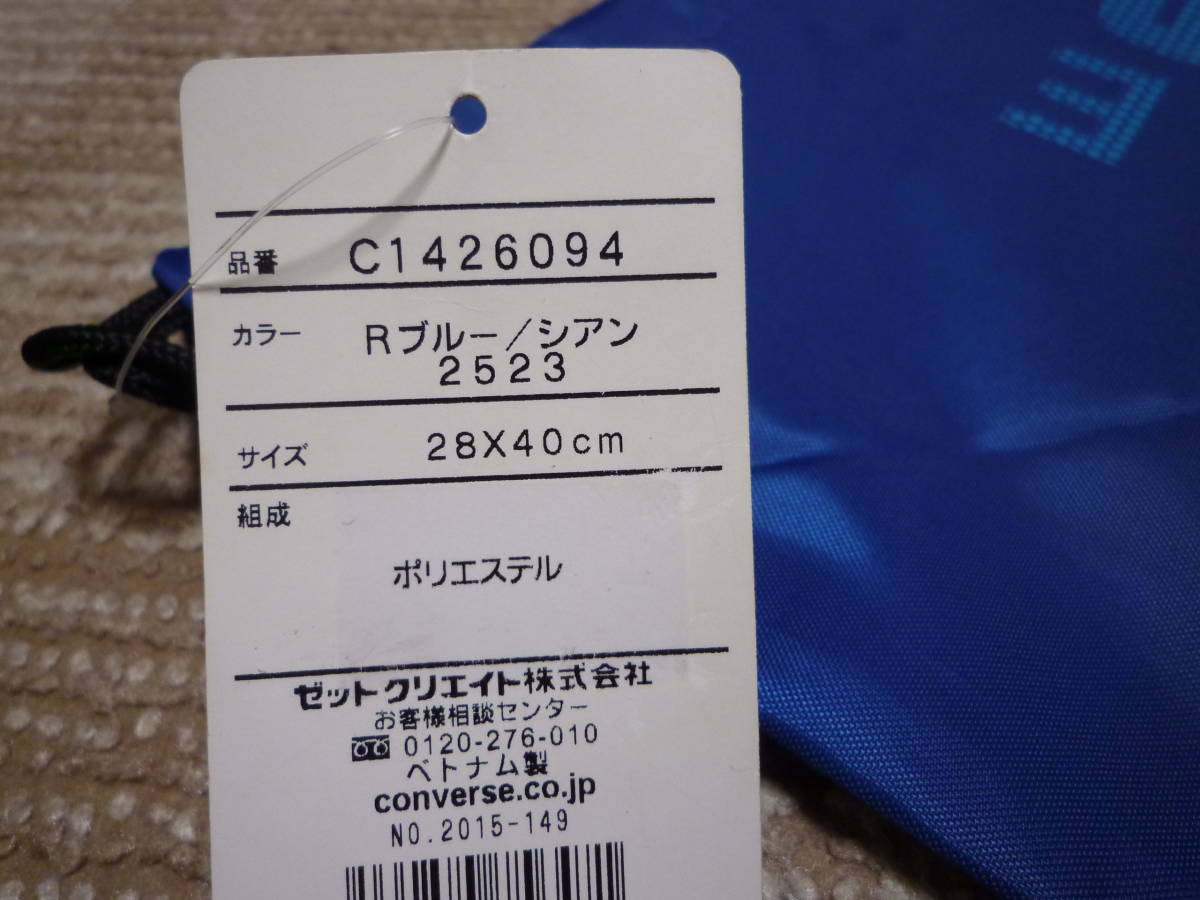 品番 C1426094
カラー Rブルー/シアン
2523
サイズ 28X40cm
組成
ポリエステル
ゼットクリエイト株式会社
お客様相談センター
0120-276-010
ベトナム製
converse.co.jp
NO.2015-149